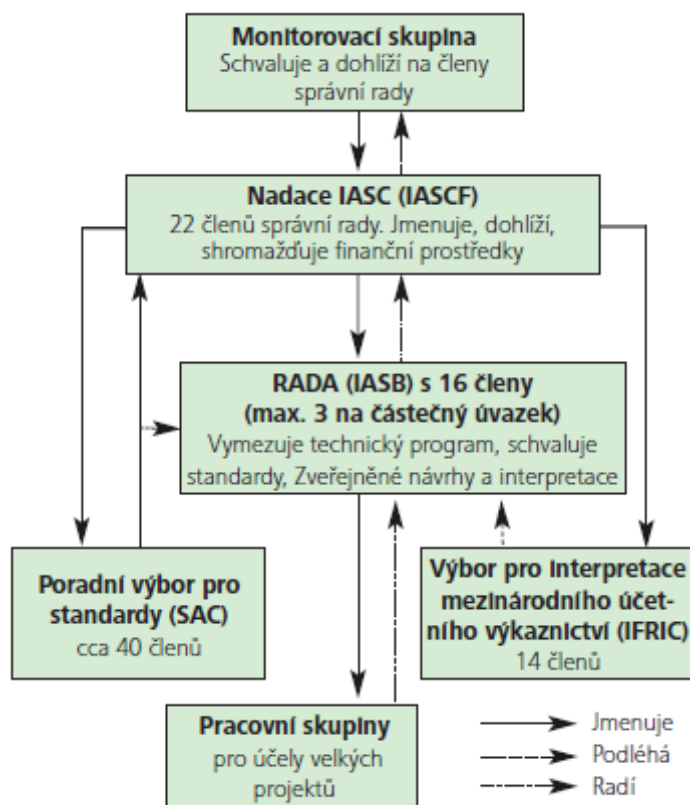 Monitorovací skupina
Schvaluje a dohlíží na členy
správní rady
Nadace IASC (IASCF)
22 členů správní rady. Jmenuje, dohlíží,
shromažďuje finanční prostředky
RADA (IASB) s 16 členy
(max. 3 na částečný úvazek)
Vymezuje technický program, schvaluje
standardy, Zveřejněné návrhy a interpretace
Poradní výbor pro
standardy (SAC)
cca 40 členů
Výbor pro interpretace
mezinárodního účet-
ního výkaznictví (IFRIC)
14 členů
Pracovní skupiny
pro účely velkých
projektů
Jmenuje
Podléhá
Radí